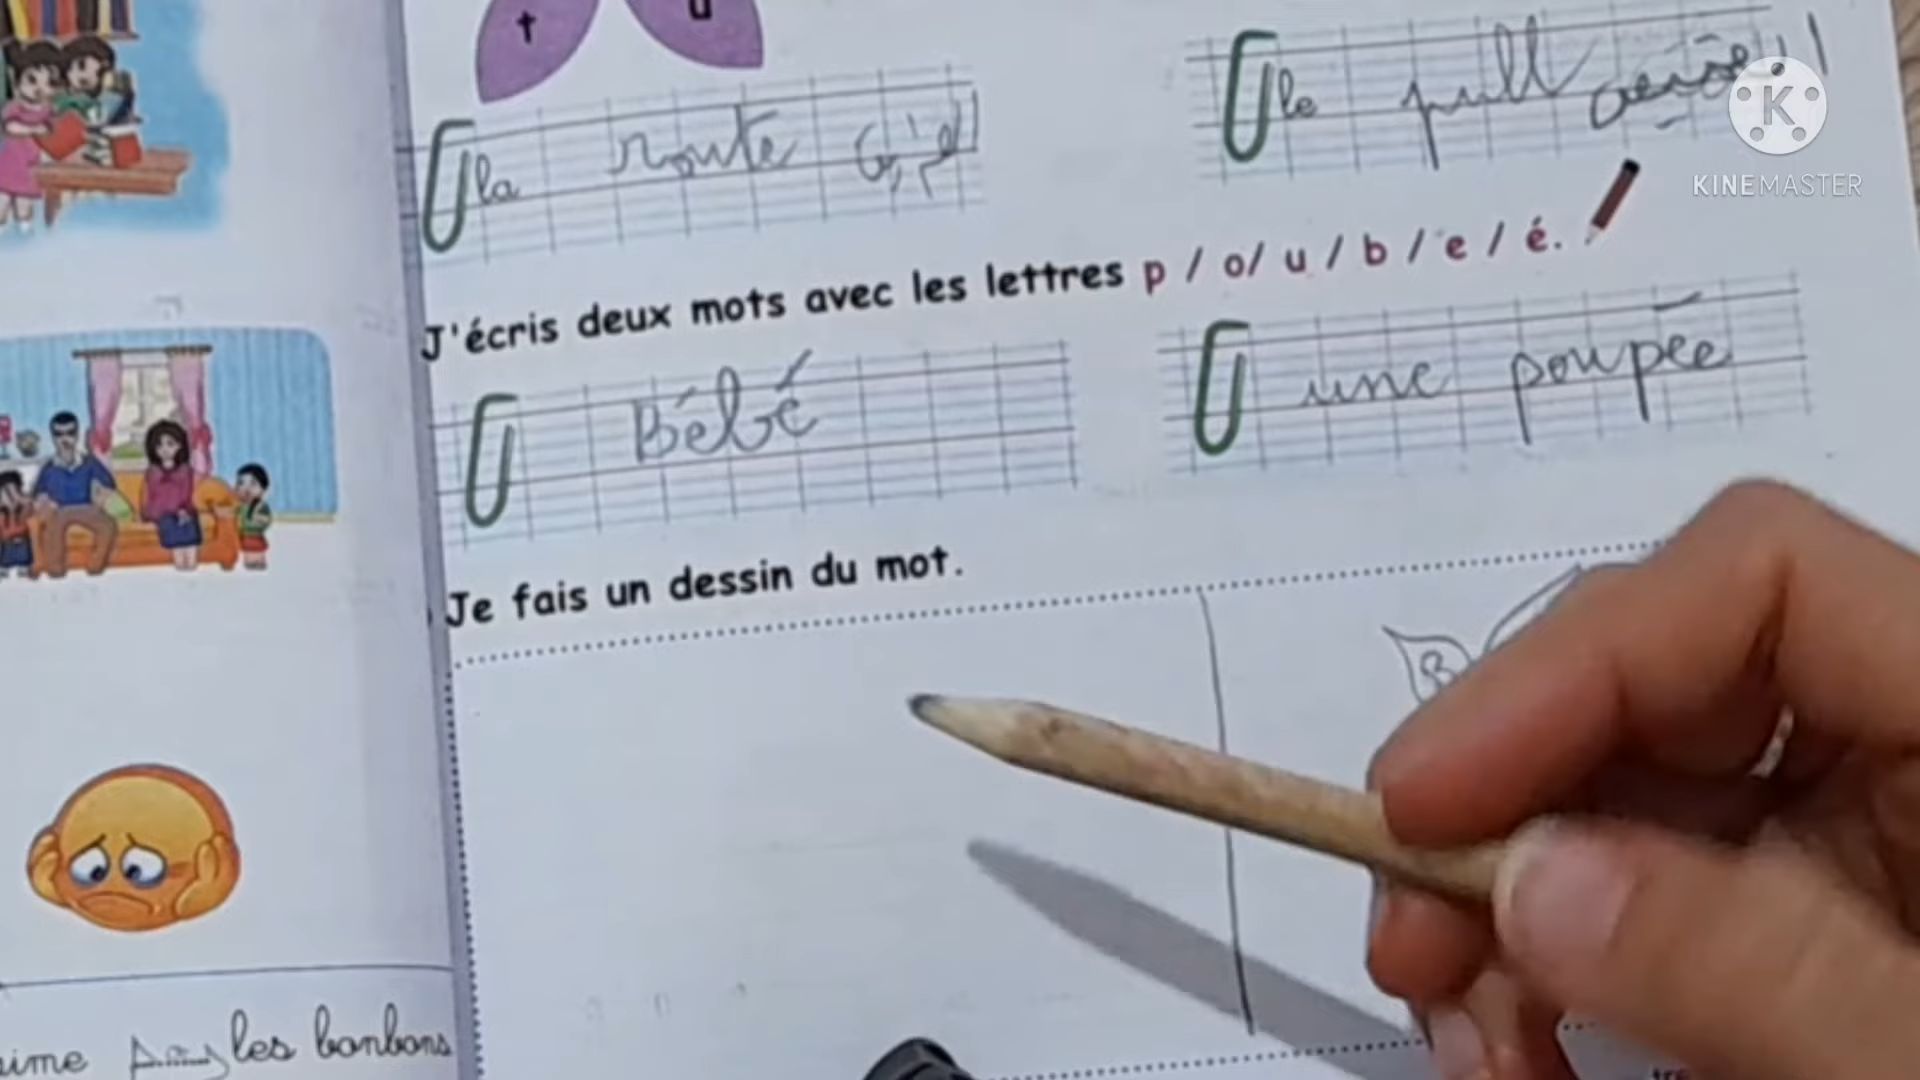 t u
la route الطريق
le pull
KINEMASTER
J'écris deux mots avec les lettres p / o/ u / b / e / é.
Bébé
une poupée
Je fais un dessin du mot.
les bonbons